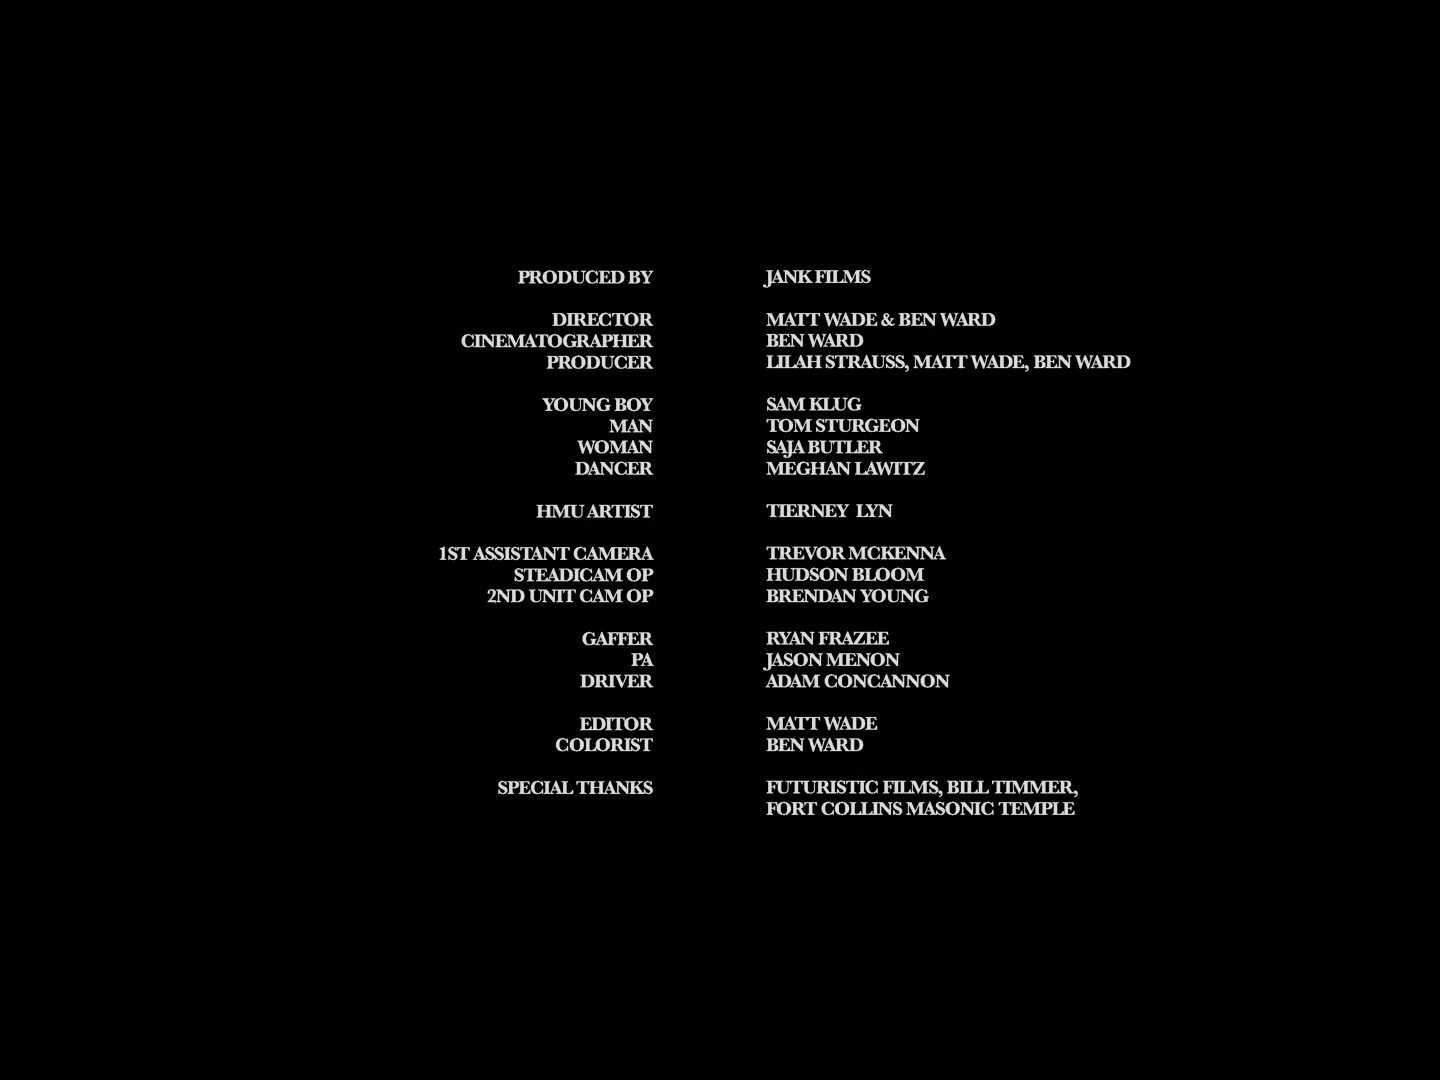 PRODUCED BY JANK FILMS
DIRECTOR MATT WADE & BEN WARD
CINEMATOGRAPHER BEN WARD
PRODUCER LILAH STRAUSS, MATT WADE, BEN WARD
YOUNG BOY SAM KLUG
MAN TOM STURGEON
WOMAN SAJA BUTLER
DANCER MEGHAN LAWITZ
HMU ARTIST TIERNEY LYN
1ST ASSISTANT CAMERA TREVOR MCKENNA
STEADICAM OP HUDSON BLOOM
2ND UNIT CAM OP BRENDAN YOUNG
GAFFER RYAN FRAZEE
PA JASON MENON
DRIVER ADAM CONCANNON
EDITOR MATT WADE
COLORIST BEN WARD
SPECIAL THANKS FUTURISTIC FILMS, BILL TIMMER,
FORT COLLINS MASONIC TEMPLE